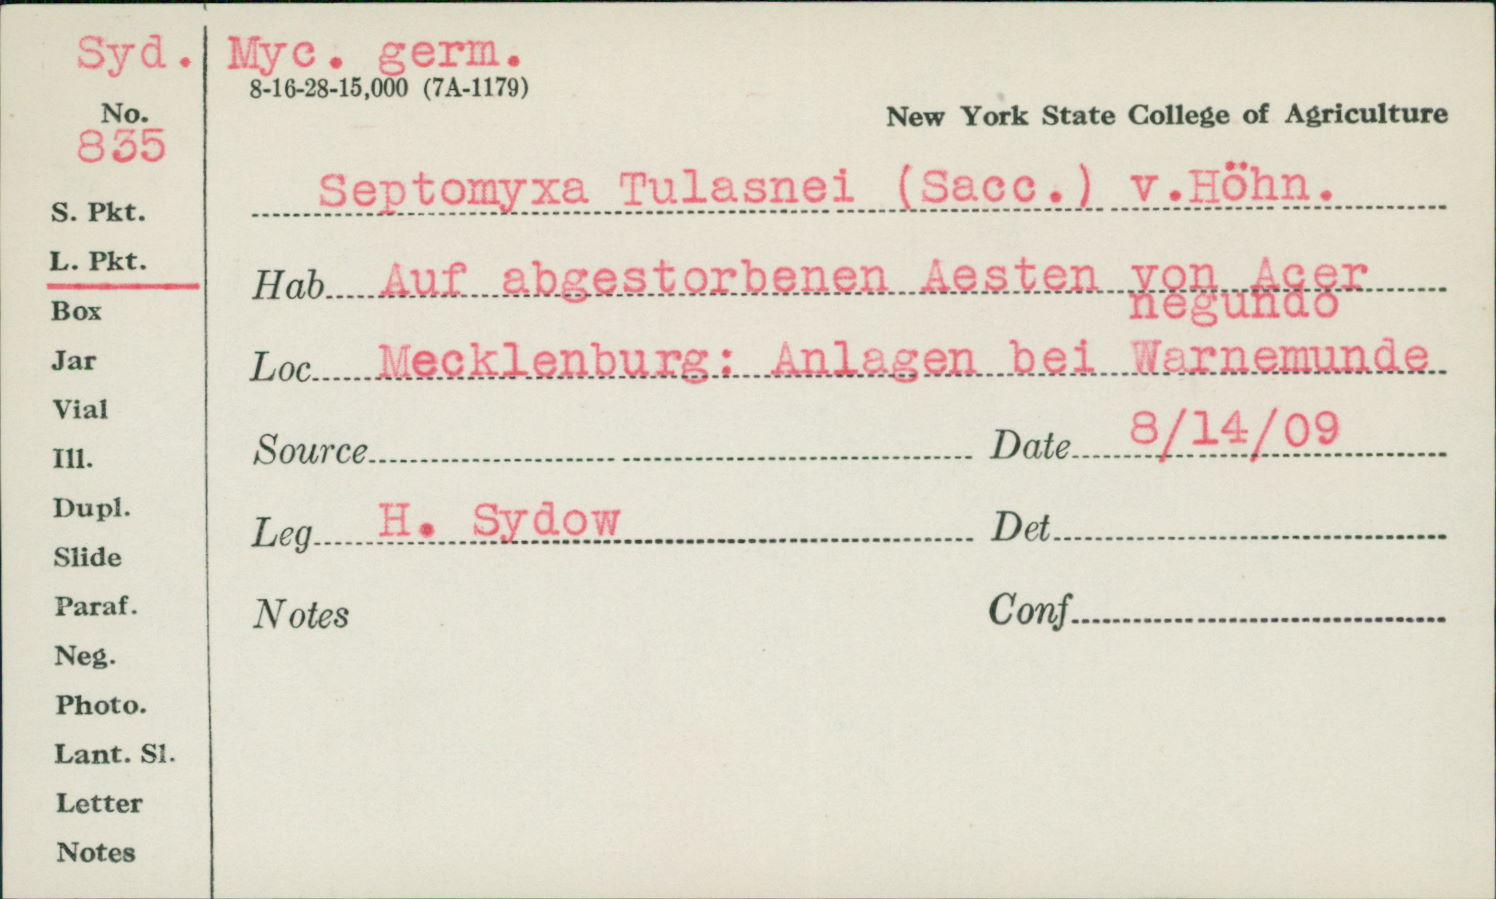 Syd. Myc. germ.
8-16-28-15,000 (7A-1179)
No.
835
New York State College of Agriculture
Septomyxa Tulasnei (Sacc.) v.Höhn.
S. Pkt.
L. Pkt.
Hab Auf abgestorbenen Aesten von Acer
negundo
Box
Jar
Loc Mecklenburg: Anlagen bei Warnemunde
Vial
Ill.
Source Date 8/14/09
Dupl.
Leg H. Sydow Det
Slide
Paraf.
Notes Conf
Neg.
Photo.
Lant. Sl.
Letter
Notes